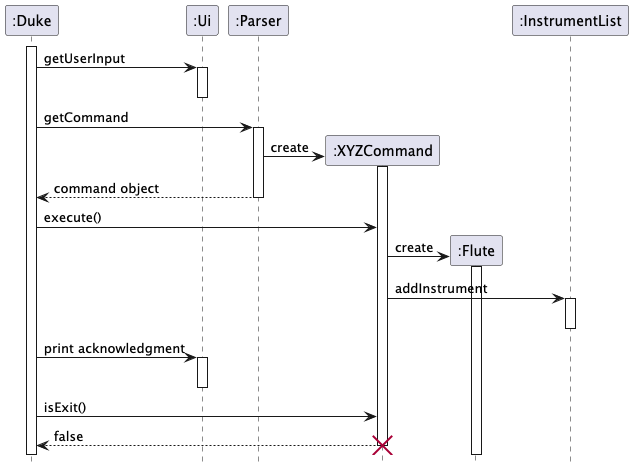 :Duke
:Ui
:Parser
:InstrumentList
getUserInput
getCommand
create
:XYZCommand
command object
execute()
create
:Flute
addInstrument
print acknowledgment
isExit()
false